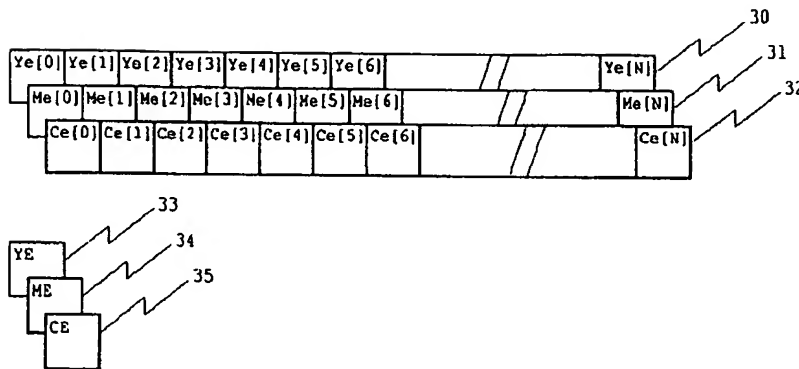 Ye[0] Ye[1] Ye[2] Ye[3] Ye[4] Ye[5] Ye[6] Ye[N] 30
Me[0] Me[1] Me[2] Me[3] Me[4] Me[5] Me[6] Me[N] 31
Ce[0] Ce[1] Ce[2] Ce[3] Ce[4] Ce[5] Ce[6] Ce[N] 32
YE 33
ME 34
CE 35